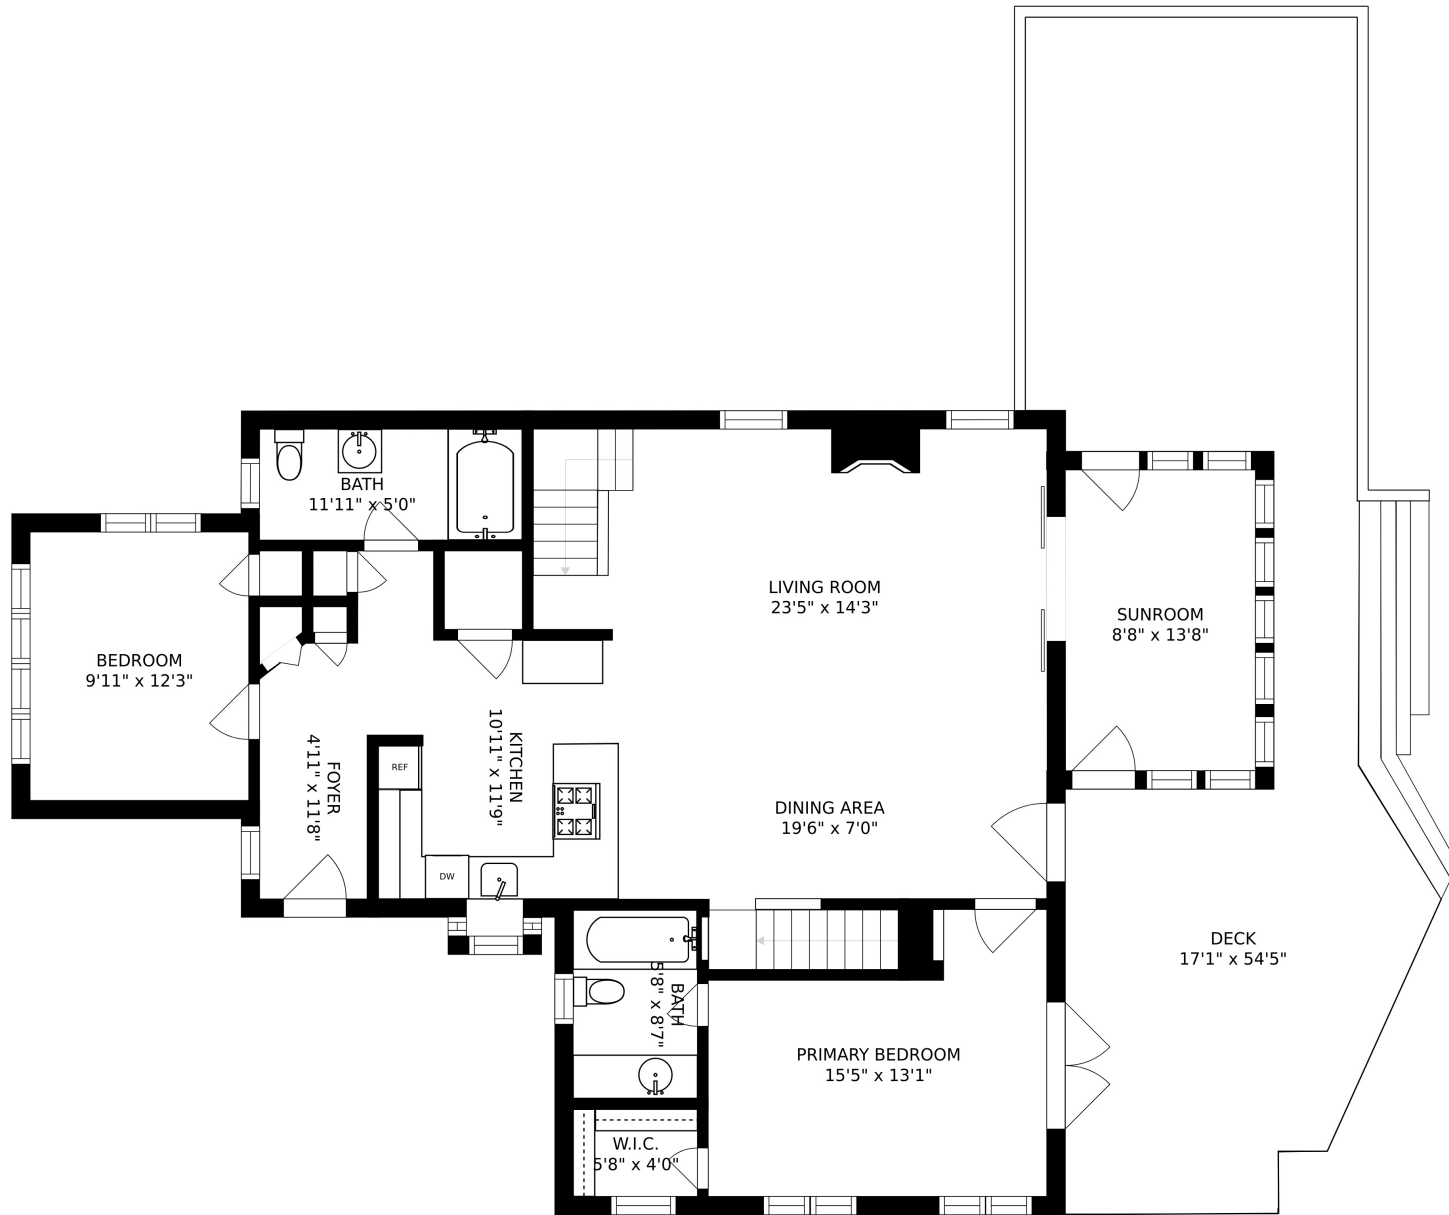 BATH
11'11" x 5'0"
LIVING ROOM
23'5" x 14'3"
SUNROOM
8'8" x 13'8"
BEDROOM
9'11" x 12'3"
FOYER
4'11" x 11'8"
REF
KITCHEN
10'11" x 11'9"
DINING AREA
19'6" x 7'0"
DW
DECK
17'1" x 54'5"
BATH
5'8" x 8'7"
PRIMARY BEDROOM
15'5" x 13'1"
W.I.C.
5'8" x 4'0"